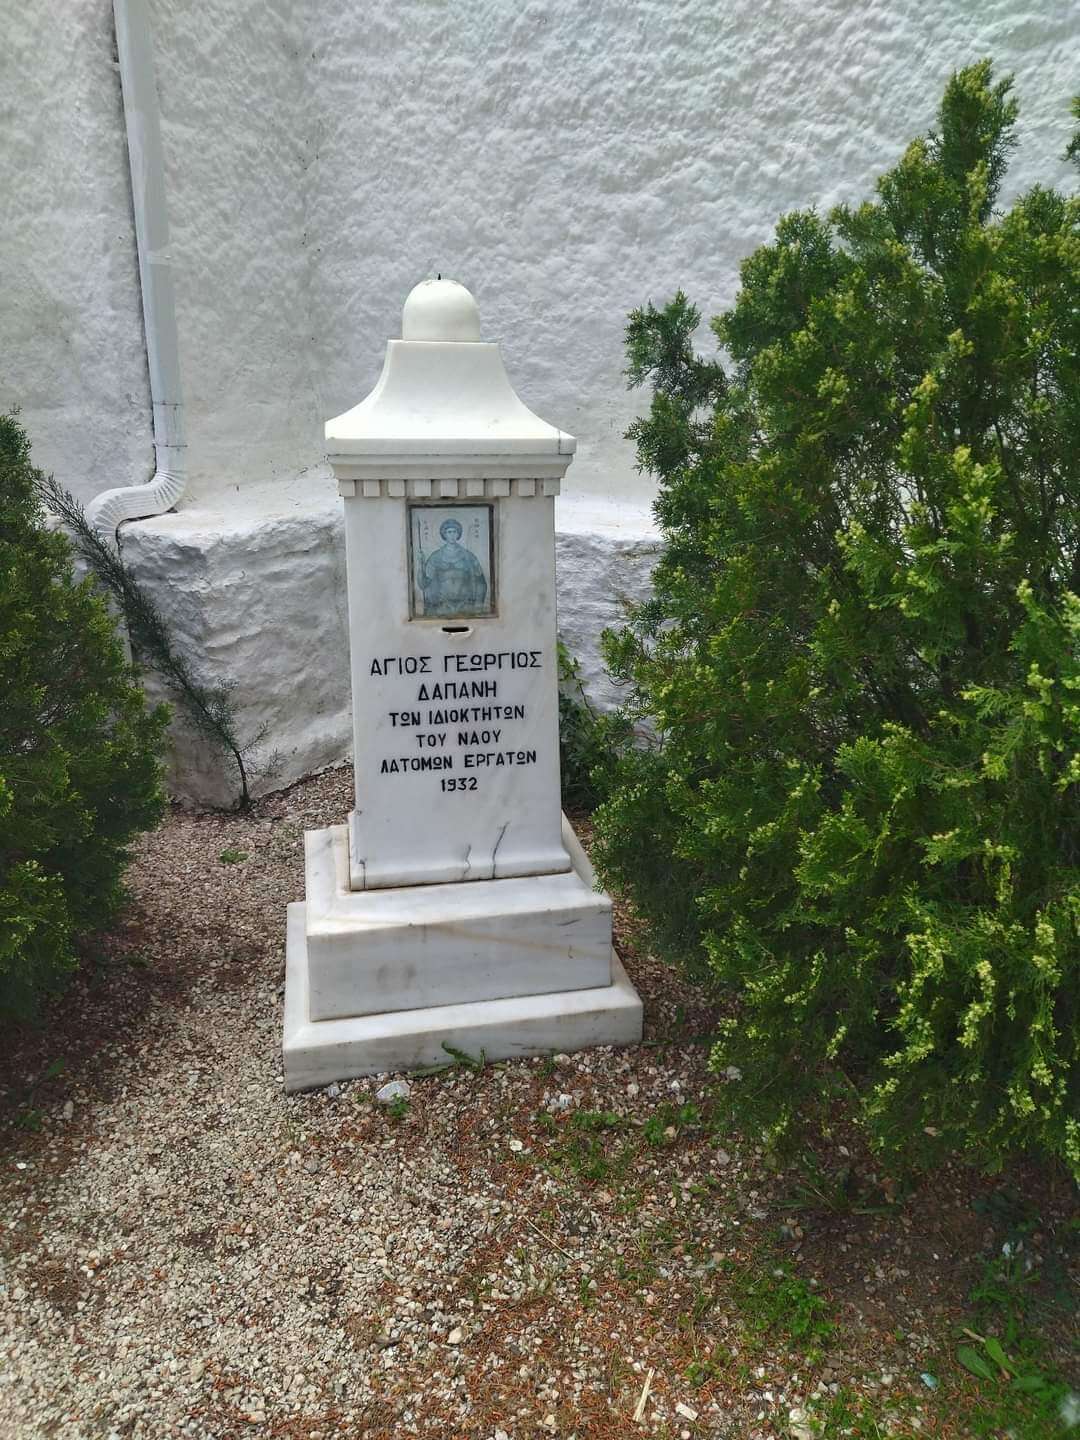 ΑΓΙΟΣ ΓΕΩΡΓΙΟΣ
ΔΑΠΑΝΗ
ΤΩΝ ΙΔΙΟΚΤΗΤΩΝ
ΤΟΥ ΝΑΟΥ
ΛΑΤΟΜΩΝ ΕΡΓΑΤΩΝ
1932